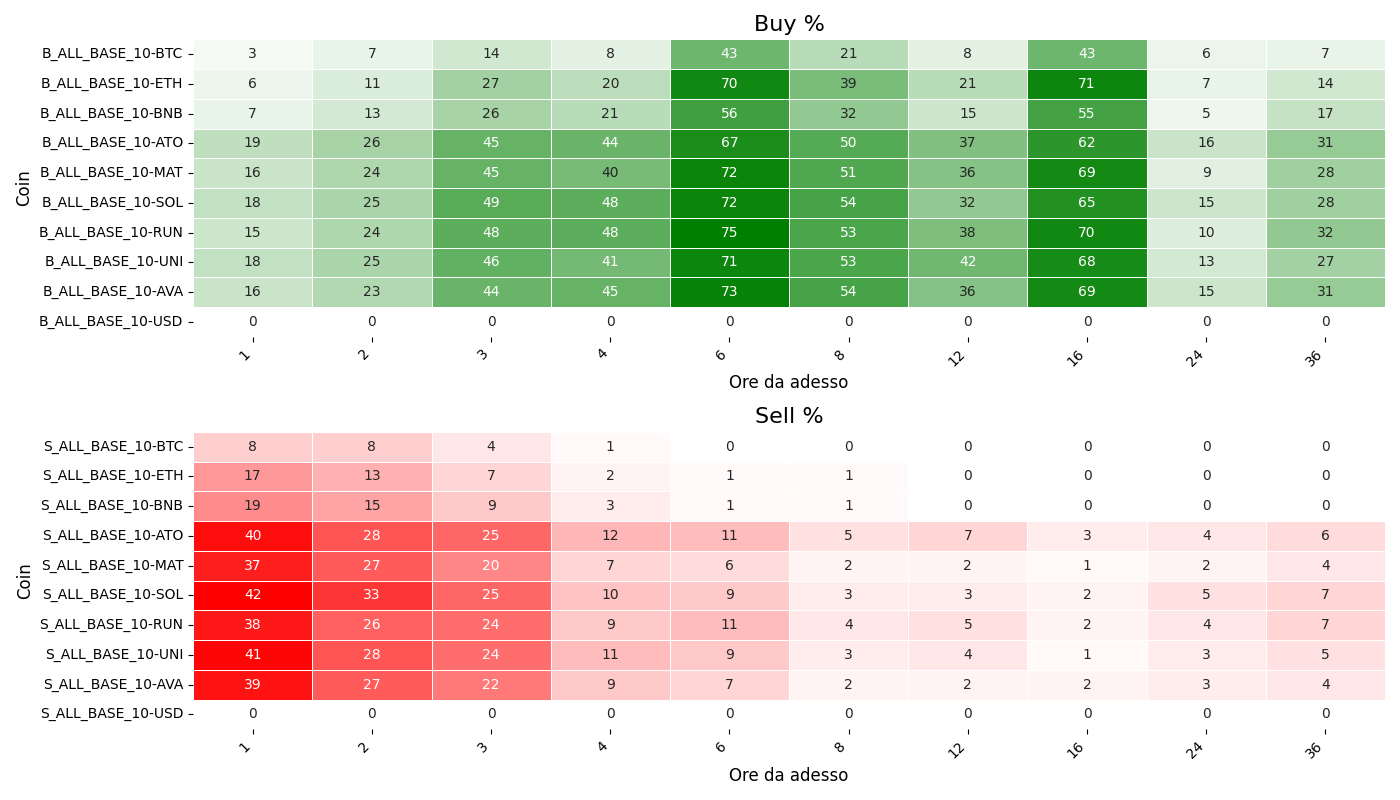 Buy %
Coin
B_ALL_BASE_10-BTC 3 7 14 8 43 21 8 43 6 7
B_ALL_BASE_10-ETH 6 11 27 20 70 39 21 71 7 14
B_ALL_BASE_10-BNB 7 13 26 21 56 32 15 55 5 17
B_ALL_BASE_10-ATO 19 26 45 44 67 50 37 62 16 31
B_ALL_BASE_10-MAT 16 24 45 40 72 51 36 69 9 28
B_ALL_BASE_10-SOL 18 25 49 48 72 54 32 65 15 28
B_ALL_BASE_10-RUN 15 24 48 48 75 53 38 70 10 32
B_ALL_BASE_10-UNI 18 25 46 41 71 53 42 68 13 27
B_ALL_BASE_10-AVA 16 23 44 45 73 54 36 69 15 31
B_ALL_BASE_10-USD 0 0 0 0 0 0 0 0 0 0
1 2 3 4 6 8 12 16 24 36
Ore da adesso
Sell %
Coin
S_ALL_BASE_10-BTC 8 8 4 1 0 0 0 0 0 0
S_ALL_BASE_10-ETH 17 13 7 2 1 1 0 0 0 0
S_ALL_BASE_10-BNB 19 15 9 3 1 1 0 0 0 0
S_ALL_BASE_10-ATO 40 28 25 12 11 5 7 3 4 6
S_ALL_BASE_10-MAT 37 27 20 7 6 2 2 1 2 4
S_ALL_BASE_10-SOL 42 33 25 10 9 3 3 2 5 7
S_ALL_BASE_10-RUN 38 26 24 9 11 4 5 2 4 7
S_ALL_BASE_10-UNI 41 28 24 11 9 3 4 1 3 5
S_ALL_BASE_10-AVA 39 27 22 9 7 2 2 2 3 4
S_ALL_BASE_10-USD 0 0 0 0 0 0 0 0 0 0
1 2 3 4 6 8 12 16 24 36
Ore da adesso